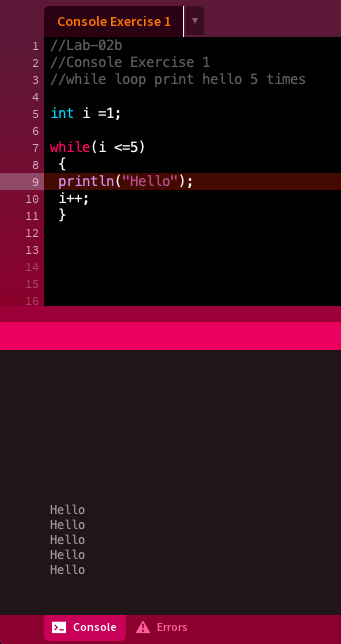 Console Exercise 1 ▼
1 //Lab-02b
2 //Console Exercise 1
3 //while loop print hello 5 times
4
5 int i =1;
6
7 while(i <=5)
8 {
9 println("Hello");
10 i++;
11 }
12
13
14
15
16
Hello
Hello
Hello
Hello
Hello
Console Errors